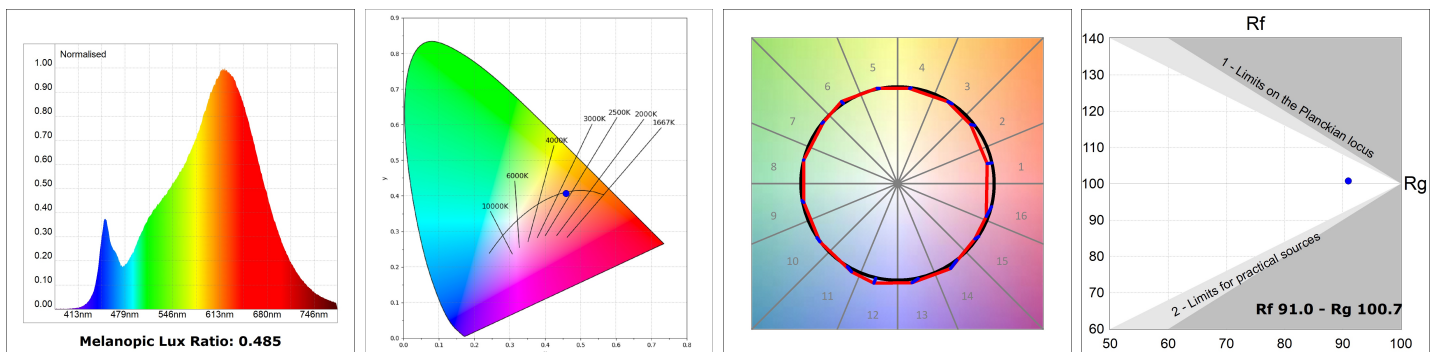 Normalised
1.00
0.90
0.80
0.70
0.60
0.50
0.40
0.30
0.20
0.10
0.00
413nm 479nm 546nm 613nm 680nm 746nm
Melanopic Lux Ratio: 0.485
0.9
0.8
0.7
0.6
0.5
y
0.4
0.3
0.2
0.1
0.0
0.0 0.1 0.2 0.3 0.4 0.5 0.6 0.7 0.8
10000K
6000K
4000K
3000K
2500K
2000K
1667K
5 4
6 3
7 2
8 1
9 16
10 15
11 14
12 13
Rf
140
130
120
110
100
90
80
70
60
Rg
1 - Limits on the Planckian locus
2 - Limits for practical sources
Rf 91.0 - Rg 100.7
50 60 70 80 90 100